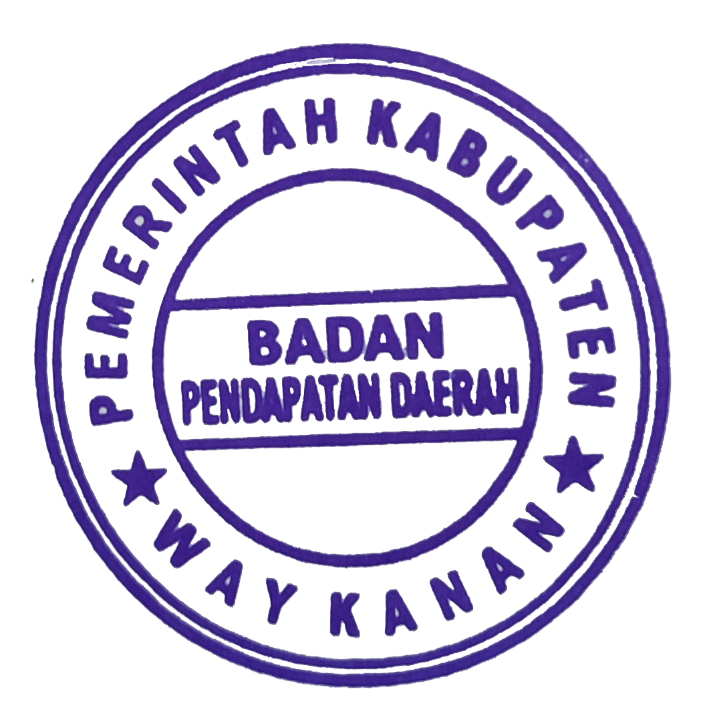 PEMERINTAH KABUPATEN
BADAN
PENDAPATAN DAERAH
WAY KANAN